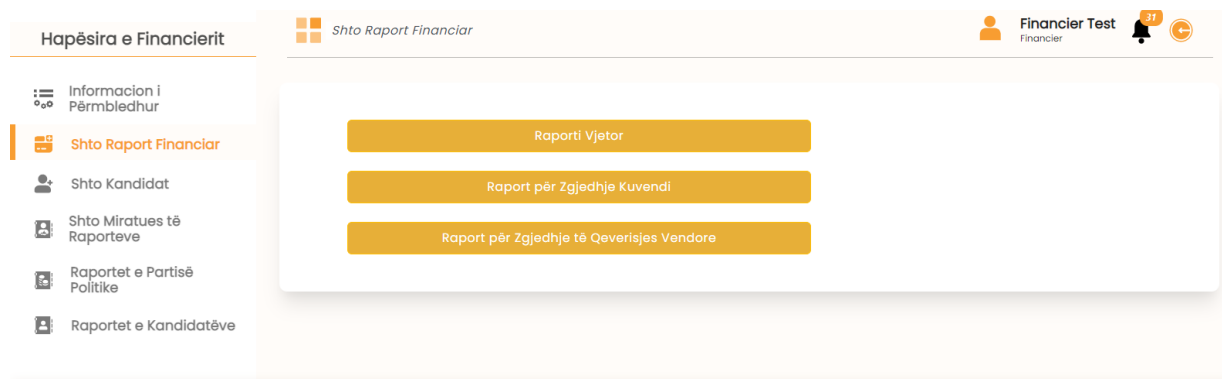 Hapësira e Financierit
Informacion i
Përmbledhur
Shto Raport Financiar
Shto Kandidat
Shto Miratues të
Raporteve
Raportet e Partisë
Politike
Raportet e Kandidatëve
Shto Raport Financiar
Financier Test
Financier
31
Raporti Vjetor
Raport për Zgjedhje Kuvendi
Raport për Zgjedhje të Qeverisjes Vendore